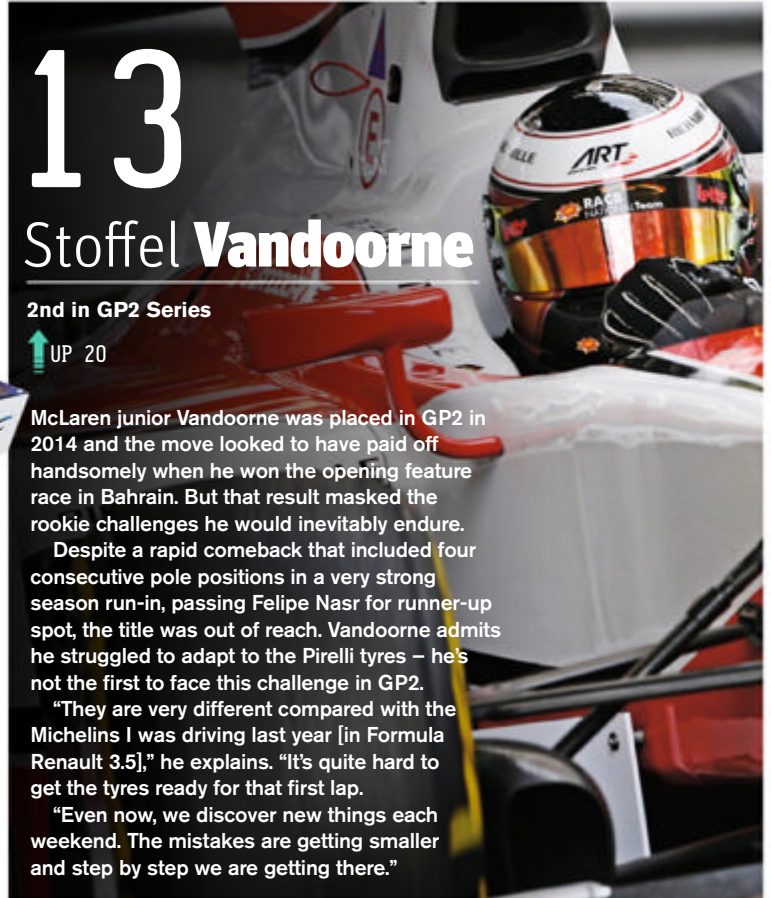 13
Stoffel Vandoorne
2nd in GP2 Series
UP 20
McLaren junior Vandoorne was placed in GP2 in
2014 and the move looked to have paid off
handsomely when he won the opening feature
race in Bahrain. But that result masked the
rookie challenges he would inevitably endure.
Despite a rapid comeback that included four
consecutive pole positions in a very strong
season run-in, passing Felipe Nasr for runner-up
spot, the title was out of reach. Vandoorne admits
he struggled to adapt to the Pirelli tyres – he’s
not the first to face this challenge in GP2.
“They are very different compared with the
Michelins I was driving last year [in Formula
Renault 3.5],” he explains. “It’s quite hard to
get the tyres ready for that first lap.
“Even now, we discover new things each
weekend. The mistakes are getting smaller
and step by step we are getting there.”
ART
RACB
Team